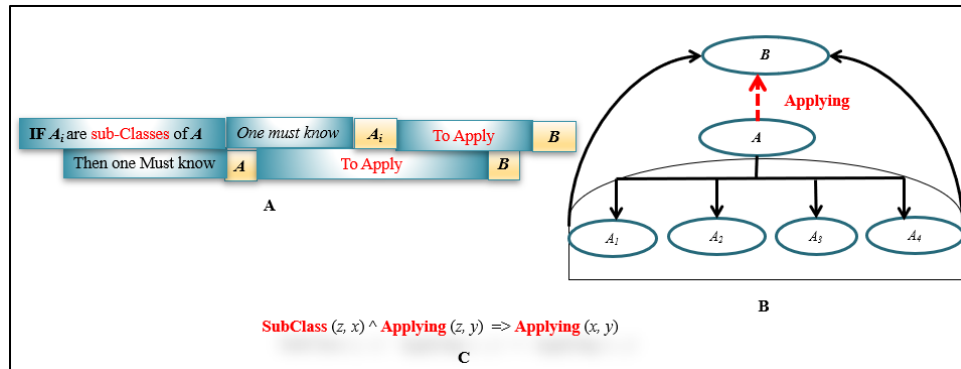 IF Ai are sub-Classes of A One must know Ai To Apply B
Then one Must know A To Apply B
A
B
Applying
A
A1 A2 A3 A4
B
SubClass (z, x) ^ Applying (z, y) => Applying (x, y)
C